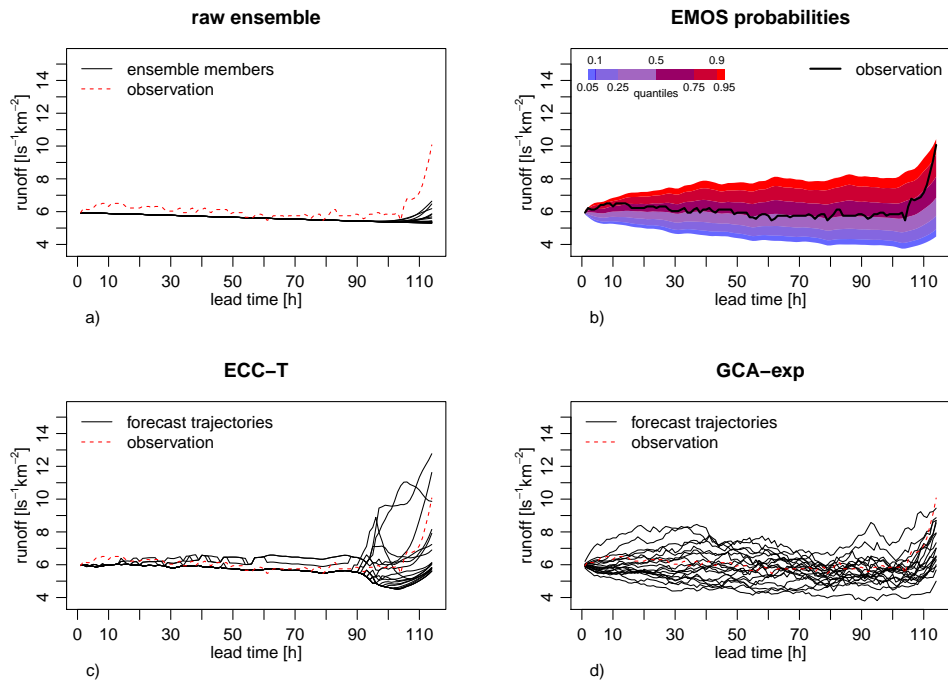 raw ensemble
runoff [ls−1km−2]
4 6 8 10 12 14
ensemble members
observation
0 10 30 50 70 90 110
lead time [h]
a)
EMOS probabilities
runoff [ls−1km−2]
4 6 8 10 12 14
0.1 0.5 0.9
0.05 0.25 0.75 0.95
quantiles
observation
0 10 30 50 70 90 110
lead time [h]
b)
ECC−T
runoff [ls−1km−2]
4 6 8 10 12 14
forecast trajectories
observation
0 10 30 50 70 90 110
lead time [h]
c)
GCA−exp
runoff [ls−1km−2]
4 6 8 10 12 14
forecast trajectories
observation
0 10 30 50 70 90 110
lead time [h]
d)